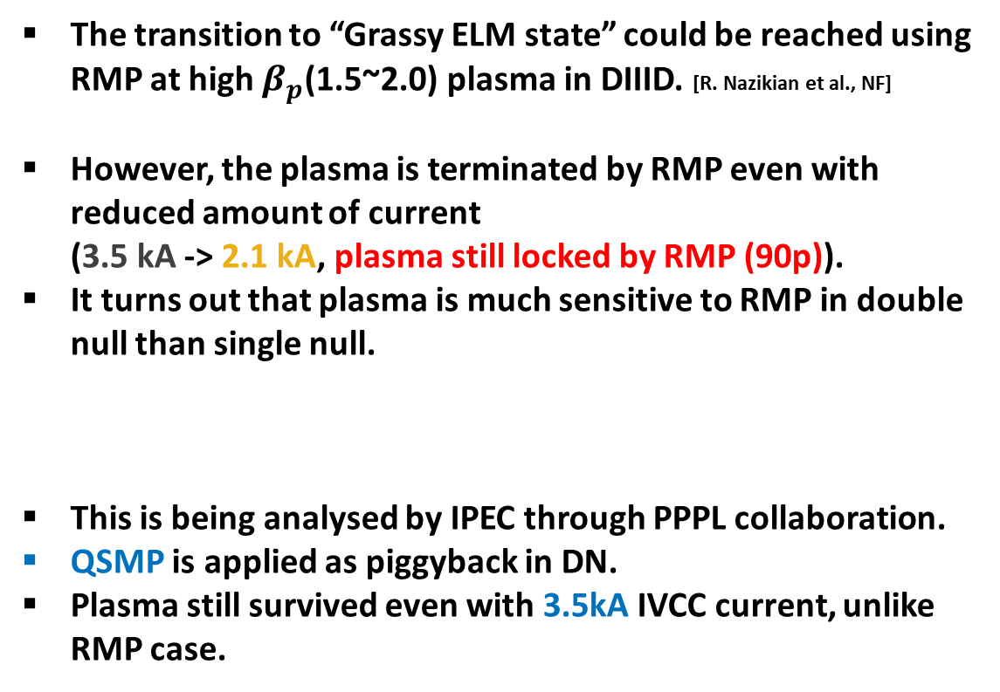 ▪ The transition to “Grassy ELM state” could be reached using
RMP at high βp(1.5~2.0) plasma in DIIID. [R. Nazikian et al., NF]
▪ However, the plasma is terminated by RMP even with
reduced amount of current
(3.5 kA -> 2.1 kA, plasma still locked by RMP (90p)).
▪ It turns out that plasma is much sensitive to RMP in double
null than single null.
▪ This is being analysed by IPEC through PPPL collaboration.
▪ QSMP is applied as piggyback in DN.
▪ Plasma still survived even with 3.5kA IVCC current, unlike
RMP case.